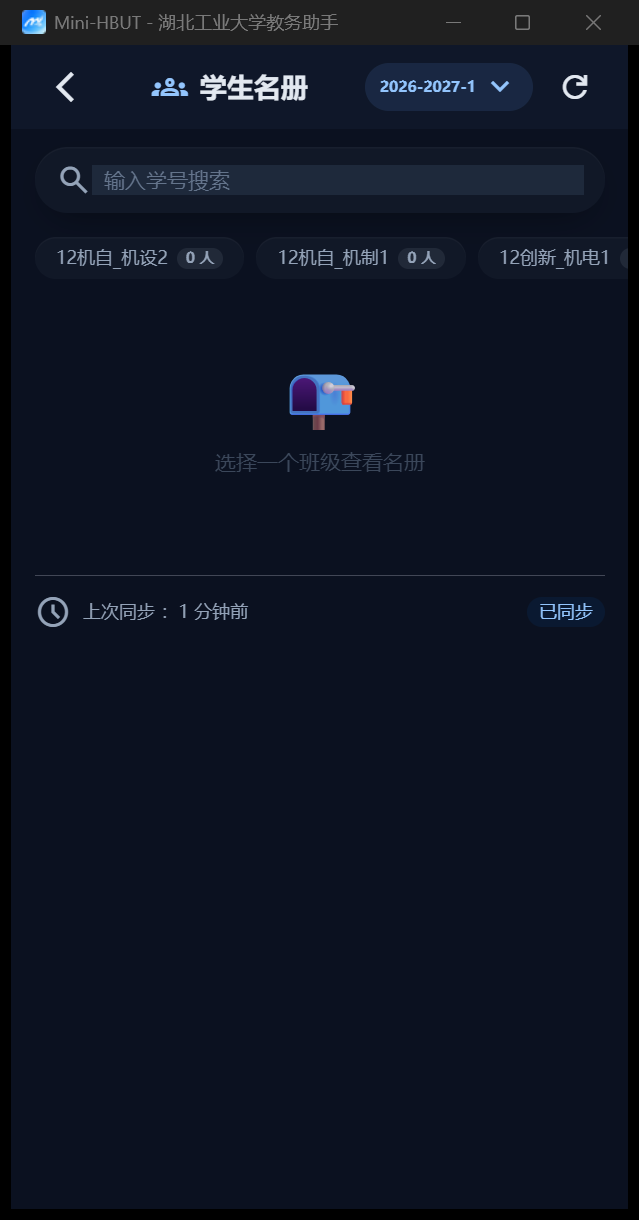 Mini-HBUT - 湖北工业大学教务助手
学生名册
2026-2027-1
输入学号搜索
12机自_机设2 0 人
12机自_机制1 0 人
12创新_机电1
选择一个班级查看名册
上次同步 : 1 分钟前
已同步